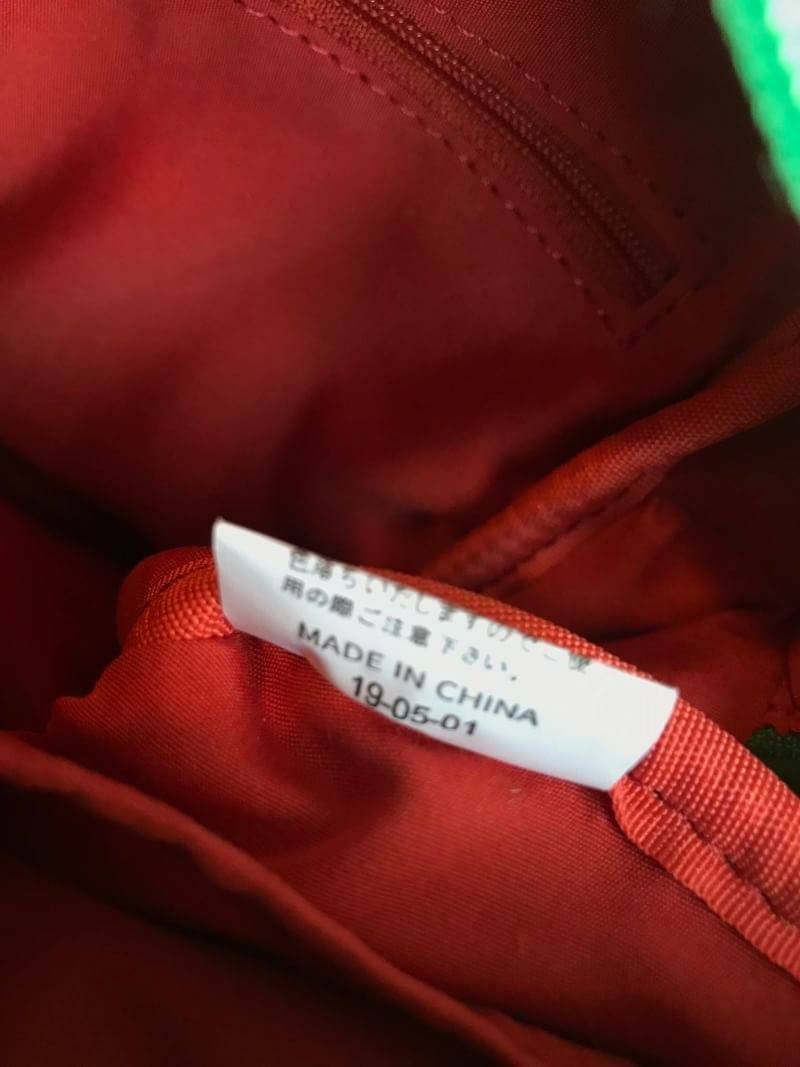 色落ちいたしますのでご使
用の際ご注意下さい。
MADE IN CHINA
19-05-01